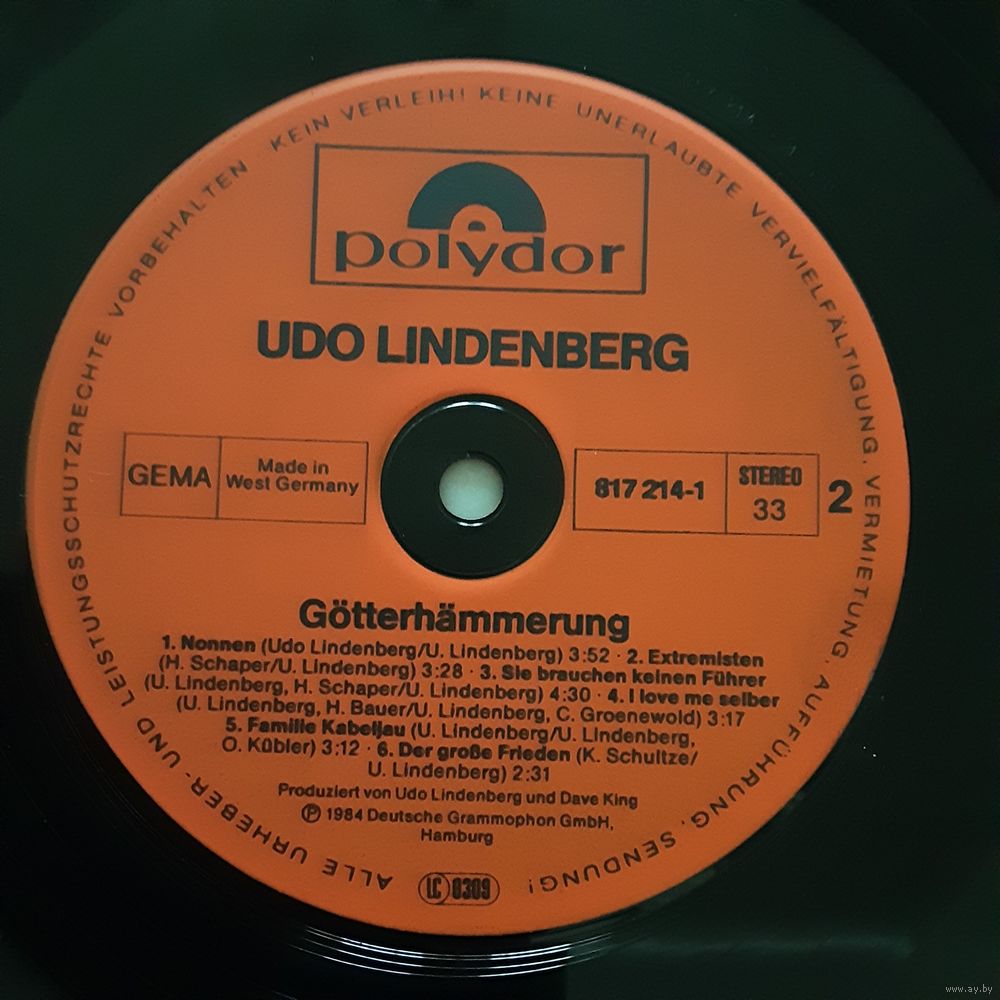 ALLE URHEBER- UND LEISTUNGSSCHUTZRECHTE VORBEHALTEN · KEIN VERLEIH! KEINE UNERLAUBTE VERVIELFÄLTIGUNG, VERMIETUNG, AUFFÜHRUNG, SENDUNG!
polydor
UDO LINDENBERG
GEMA
Made in
West Germany
817 214-1
STEREO
33
2
Götterhämmerung
1. Nonnen (Udo Lindenberg/U. Lindenberg) 3:52 · 2. Extremisten
(H. Schaper/U. Lindenberg) 3:28 · 3. Sie brauchen keinen Führer
(U. Lindenberg, H. Schaper/U. Lindenberg) 4:30 · 4. I love me selber
(U. Lindenberg, H. Bauer/U. Lindenberg, C. Groenewold) 3:17
5. Familie Kabeljau (U. Lindenberg/U. Lindenberg,
O. Kübler) 3:12 · 6. Der große Frieden (K. Schultze/
U. Lindenberg) 2:31
Produziert von Udo Lindenberg und Dave King
Ⓟ 1984 Deutsche Grammophon GmbH,
Hamburg
LC 0309
www.ay.by